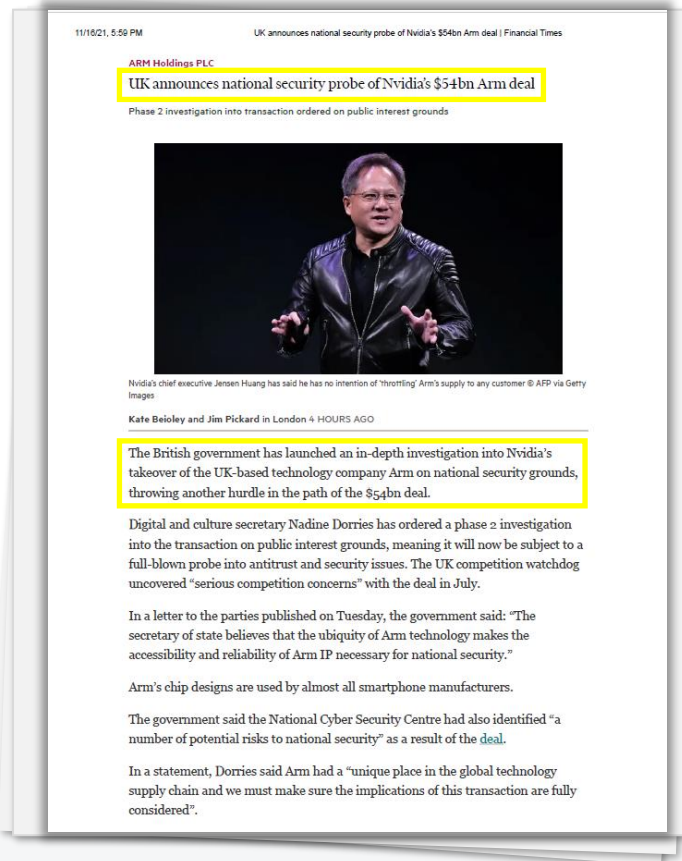 11/16/21, 5:59 PM
UK announces national security probe of Nvidia's $54bn Arm deal | Financial Times
ARM Holdings PLC
UK announces national security probe of Nvidia's $54bn Arm deal
Phase 2 investigation into transaction ordered on public interest grounds
Nvidia's chief executive Jensen Huang has said he has no intention of 'throttling' Arm's supply to any customer © AFP via Getty
Images
Kate Beioley and Jim Pickard in London 4 HOURS AGO
The British government has launched an in-depth investigation into Nvidia's
takeover of the UK-based technology company Arm on national security grounds,
throwing another hurdle in the path of the $54bn deal.
Digital and culture secretary Nadine Dorries has ordered a phase 2 investigation
into the transaction on public interest grounds, meaning it will now be subject to a
full-blown probe into antitrust and security issues. The UK competition watchdog
uncovered “serious competition concerns” with the deal in July.
In a letter to the parties published on Tuesday, the government said: “The
secretary of state believes that the ubiquity of Arm technology makes the
accessibility and reliability of Arm IP necessary for national security.”
Arm's chip designs are used by almost all smartphone manufacturers.
The government said the National Cyber Security Centre had also identified “a
number of potential risks to national security” as a result of the deal.
In a statement, Dorries said Arm had a “unique place in the global technology
supply chain and we must make sure the implications of this transaction are fully
considered”.